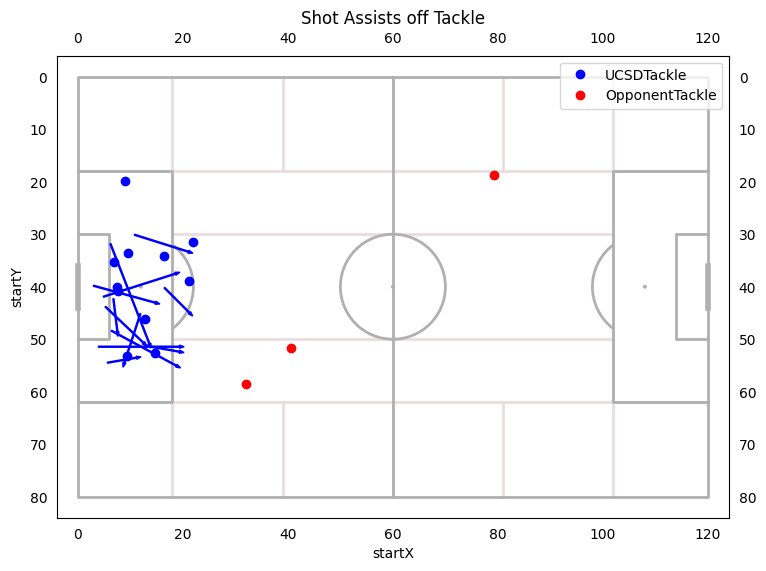 Shot Assists off Tackle
0 20 40 60 80 100 120
UCSDTackle
OpponentTackle
startY
0 0
10 10
20 20
30 30
40 40
50 50
60 60
70 70
80 80
0 20 40 60 80 100 120
startX